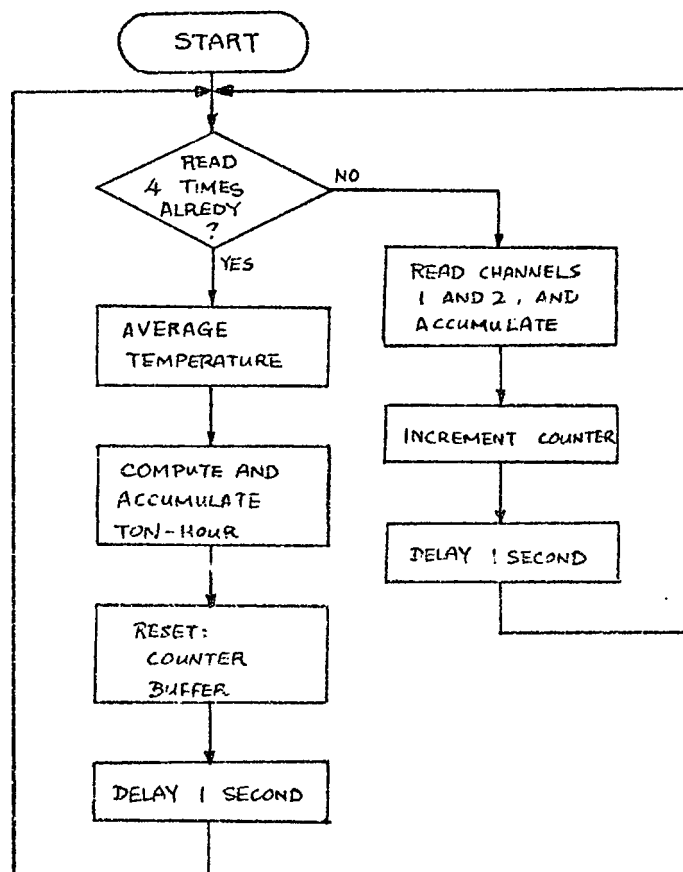 START
READ
4 TIMES
ALREDY
?
NO
YES
READ CHANNELS
1 AND 2, AND
ACCUMULATE
AVERAGE
TEMPERATURE
INCREMENT COUNTER
COMPUTE AND
ACCUMULATE
TON-HOUR
DELAY 1 SECOND
RESET:
COUNTER
BUFFER
DELAY 1 SECOND